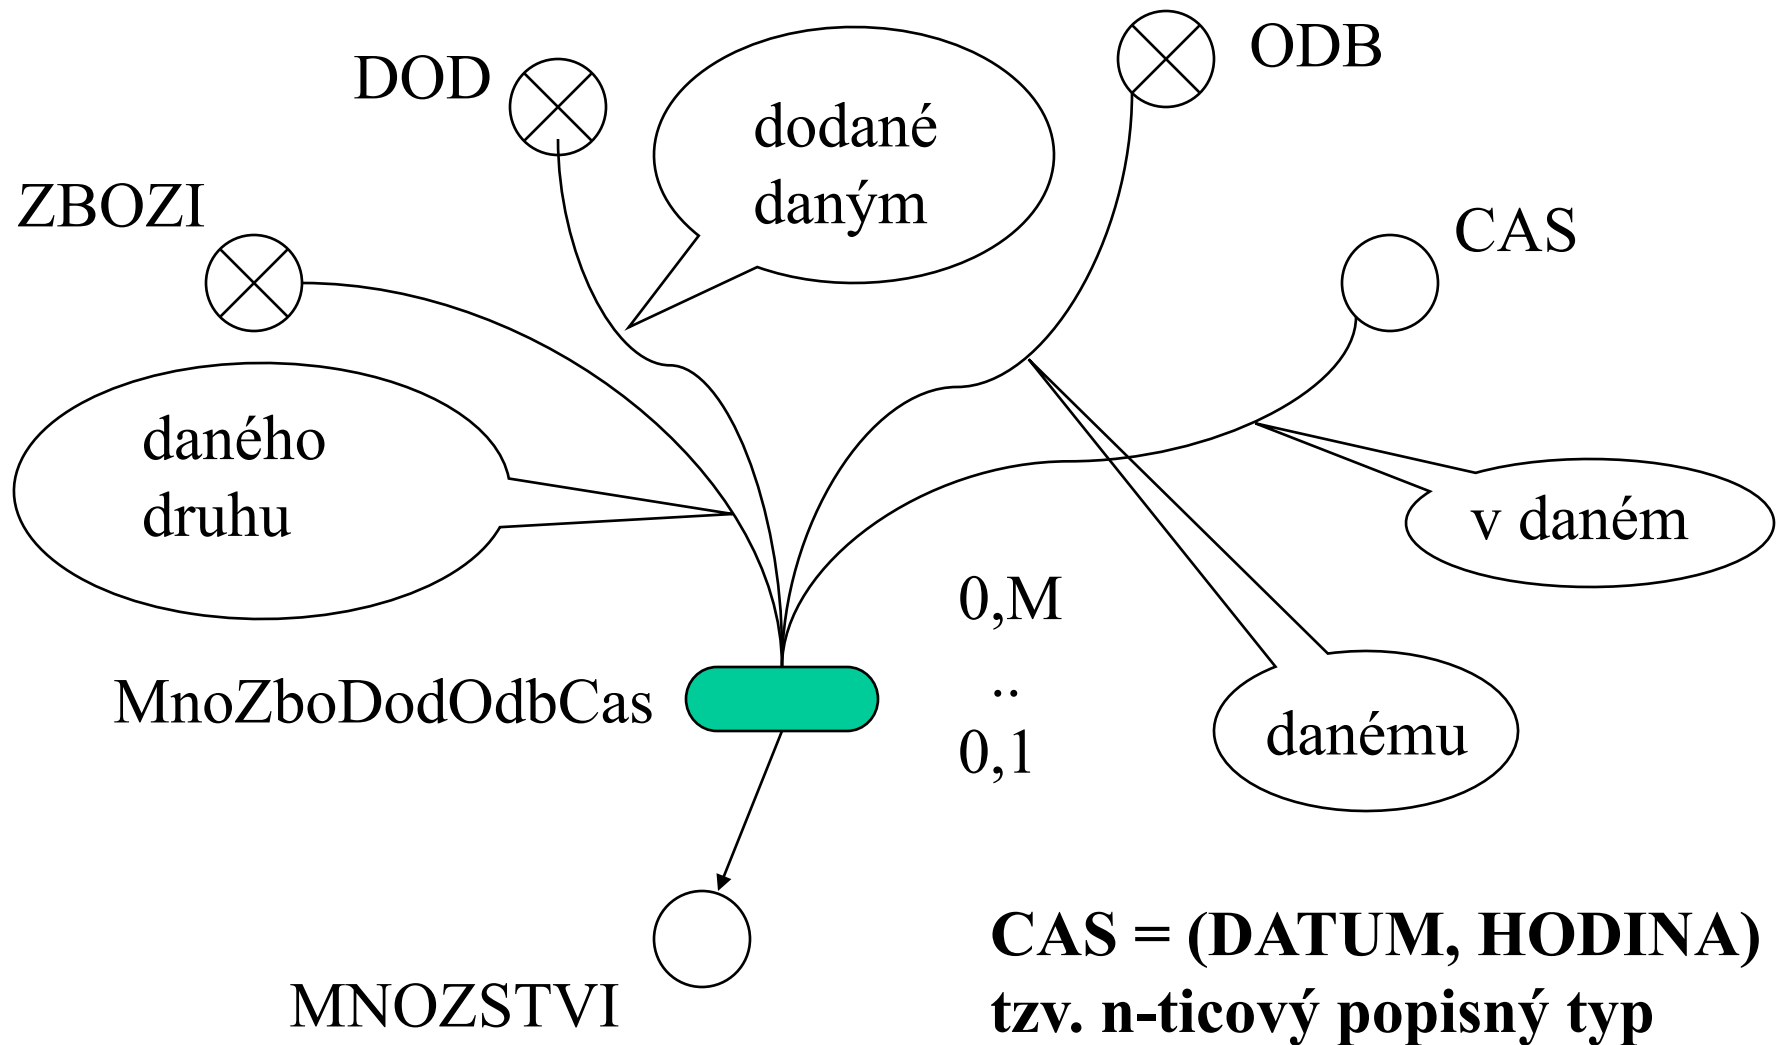 DOD
ODB
dodané
daným
ZBOZI
CAS
daného
druhu
v daném
0,M
..
0,1
MnoZboDodOdbCas
danému
MNOZSTVI
CAS = (DATUM, HODINA)
tzv. n-ticový popisný typ